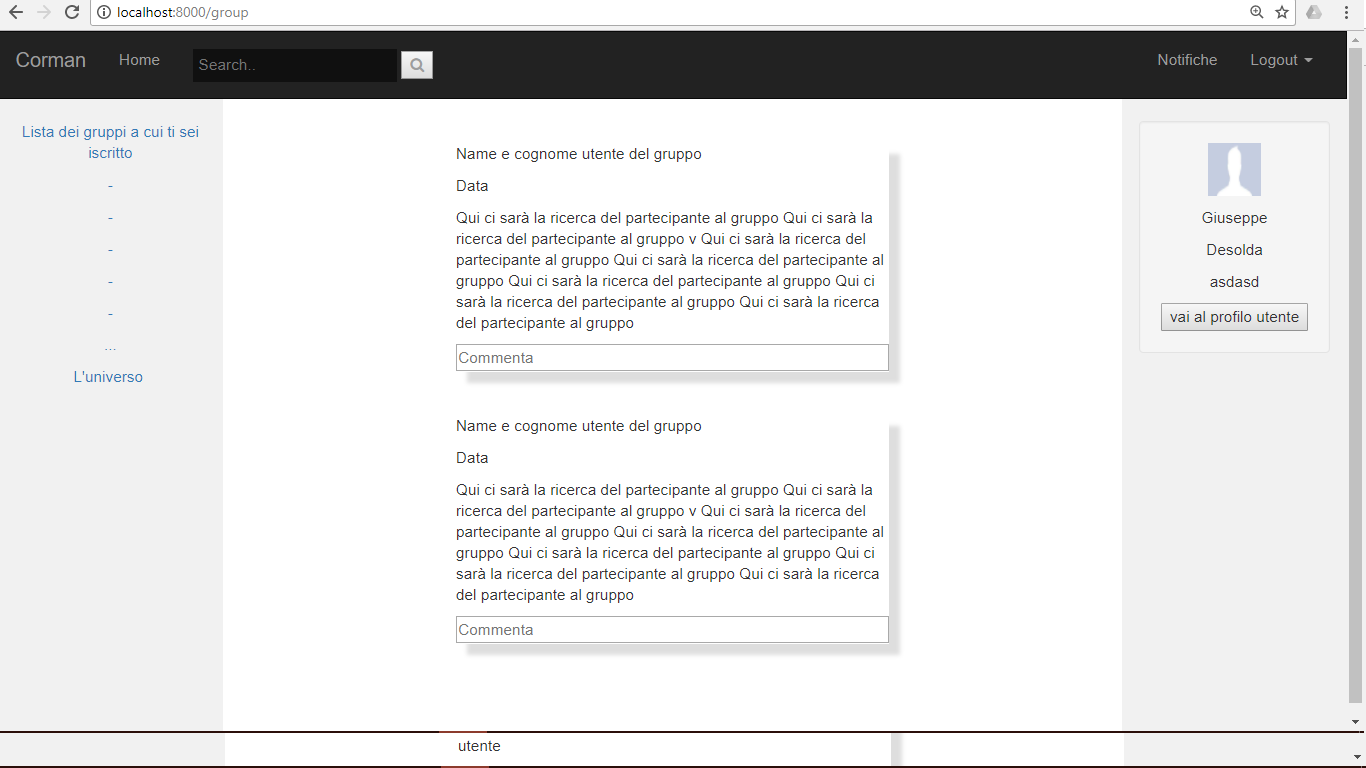 localhost:8000/group
Corman Home Search.. Notifiche Logout
Lista dei gruppi a cui ti sei
iscritto
-
-
-
-
-
...
L'universo
Name e cognome utente del gruppo
Data
Qui ci sarà la ricerca del partecipante al gruppo Qui ci sarà la
ricerca del partecipante al gruppo v Qui ci sarà la ricerca del
partecipante al gruppo Qui ci sarà la ricerca del partecipante al
gruppo Qui ci sarà la ricerca del partecipante al gruppo Qui ci
sarà la ricerca del partecipante al gruppo Qui ci sarà la ricerca
del partecipante al gruppo
Commenta
Name e cognome utente del gruppo
Data
Qui ci sarà la ricerca del partecipante al gruppo Qui ci sarà la
ricerca del partecipante al gruppo v Qui ci sarà la ricerca del
partecipante al gruppo Qui ci sarà la ricerca del partecipante al
gruppo Qui ci sarà la ricerca del partecipante al gruppo Qui ci
sarà la ricerca del partecipante al gruppo Qui ci sarà la ricerca
del partecipante al gruppo
Commenta
utente
Giuseppe
Desolda
asdasd
vai al profilo utente